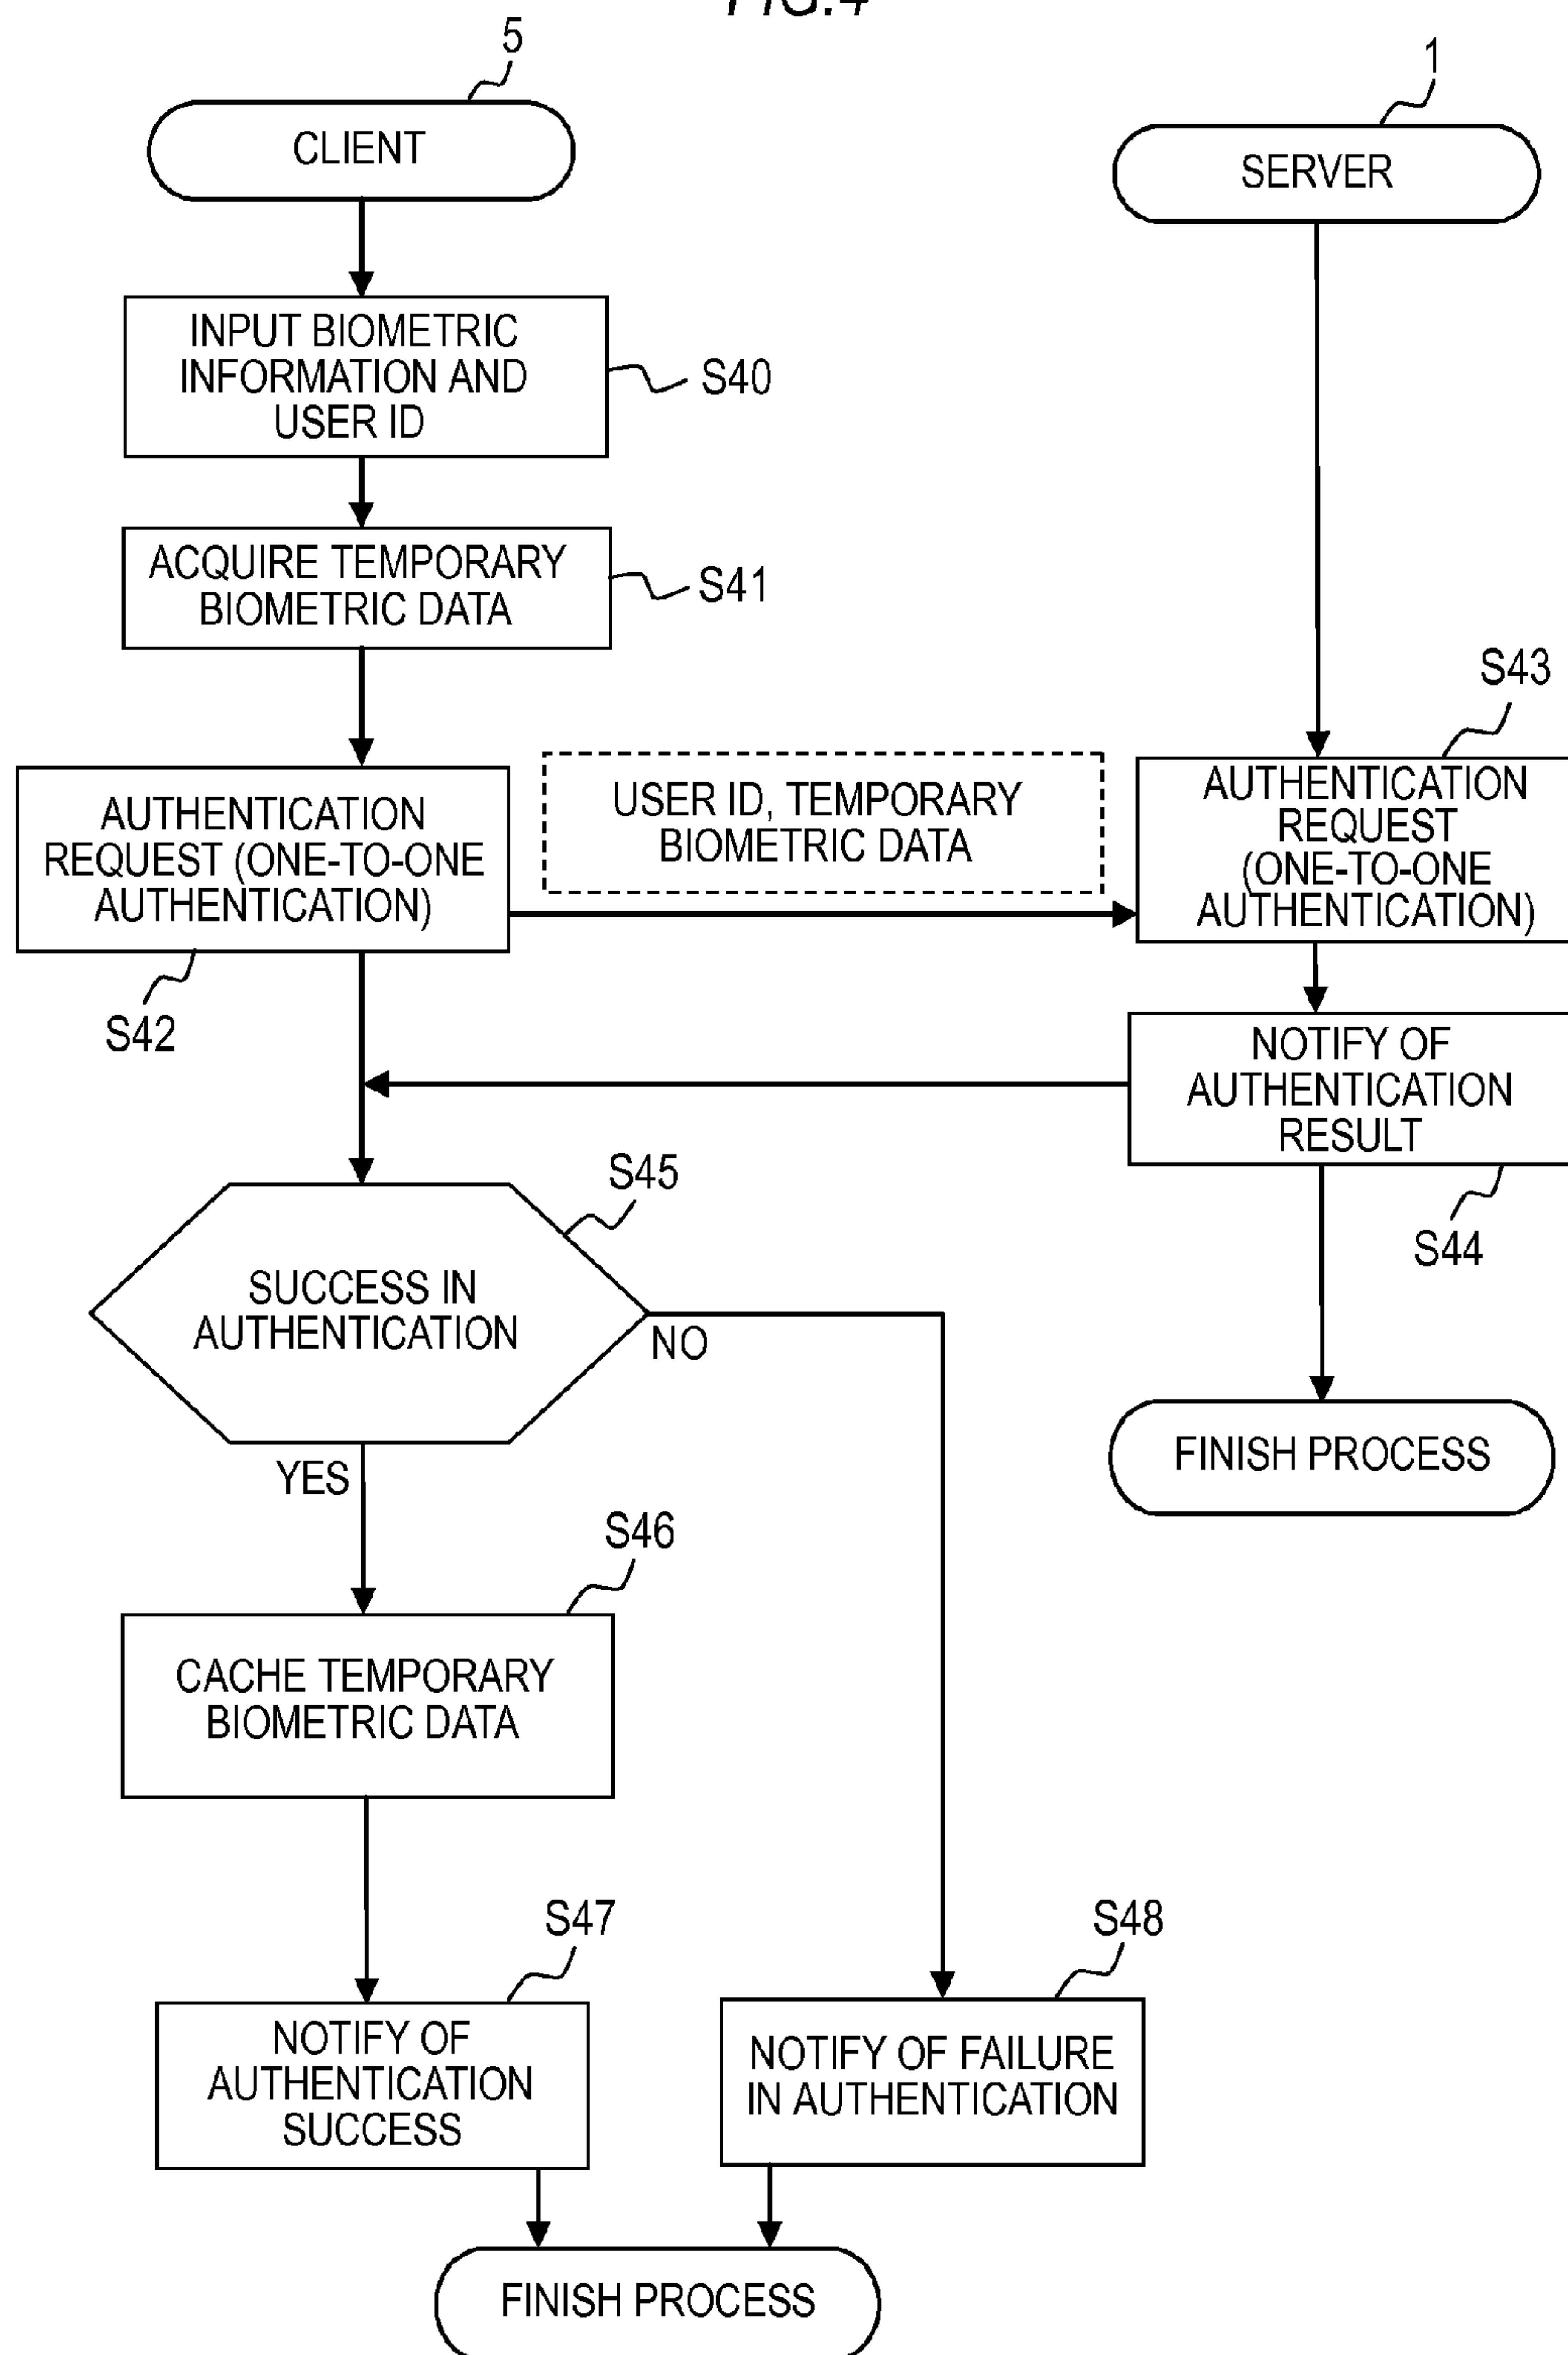 FIG.4
5
CLIENT
1
SERVER
INPUT BIOMETRIC
INFORMATION AND
USER ID
S40
ACQUIRE TEMPORARY
BIOMETRIC DATA
S41
AUTHENTICATION
REQUEST (ONE-TO-ONE
AUTHENTICATION)
S42
USER ID, TEMPORARY
BIOMETRIC DATA
S43
AUTHENTICATION
REQUEST
(ONE-TO-ONE
AUTHENTICATION)
NOTIFY OF
AUTHENTICATION
RESULT
S44
S45
SUCCESS IN
AUTHENTICATION
NO
YES
FINISH PROCESS
S46
CACHE TEMPORARY
BIOMETRIC DATA
S47
NOTIFY OF
AUTHENTICATION
SUCCESS
S48
NOTIFY OF FAILURE
IN AUTHENTICATION
FINISH PROCESS